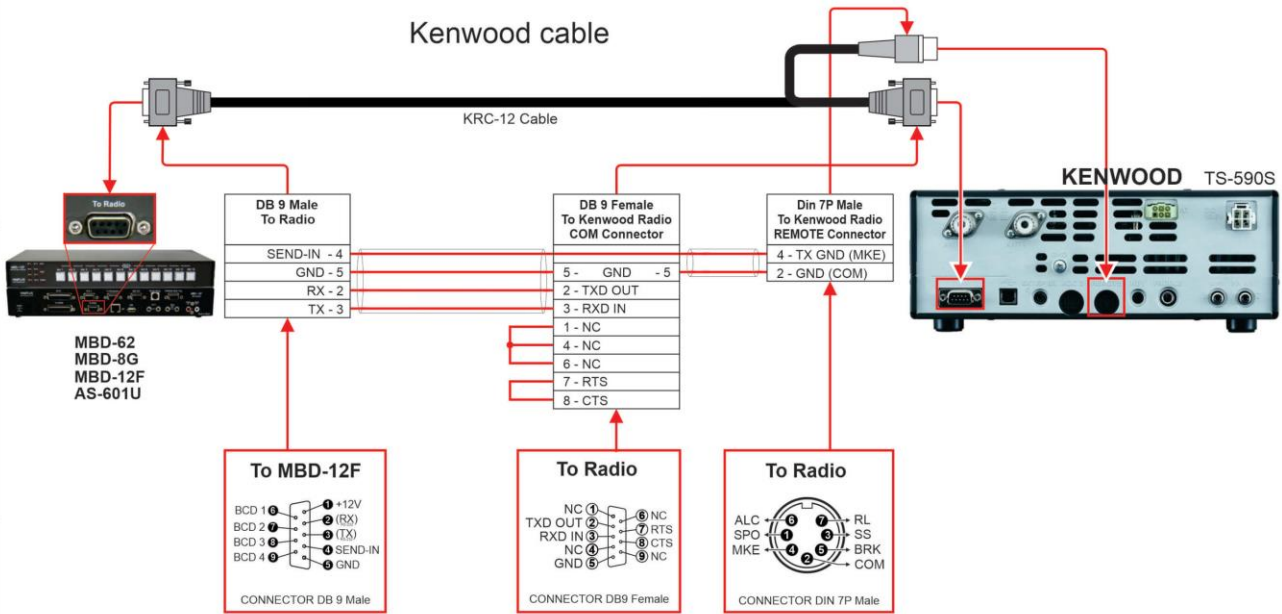 Kenwood cable
KRC-12 Cable
To Radio
MBD-62
MBD-8G
MBD-12F
AS-601U
DB 9 Male
To Radio
SEND-IN - 4
GND - 5
RX - 2
TX - 3
DB 9 Female
To Kenwood Radio
COM Connector
5 - GND - 5
2 - TXD OUT
3 - RXD IN
1 - NC
4 - NC
6 - NC
7 - RTS
8 - CTS
Din 7P Male
To Kenwood Radio
REMOTE Connector
4 - TX GND (MKE)
2 - GND (COM)
KENWOOD TS-590S
To MBD-12F
BCD 1 6
BCD 2 7
BCD 3 8
BCD 4 9
1 +12V
2 (RX)
3 (TX)
4 SEND-IN
5 GND
CONNECTOR DB 9 Male
To Radio
NC 1
TXD OUT 2
RXD IN 3
NC 4
GND 5
6 NC
7 RTS
8 CTS
9 NC
CONNECTOR DB9 Female
To Radio
ALC 6
SPO 1
MKE 4
7 RL
3 SS
5 BRK
2 COM
CONNECTOR DIN 7P Male